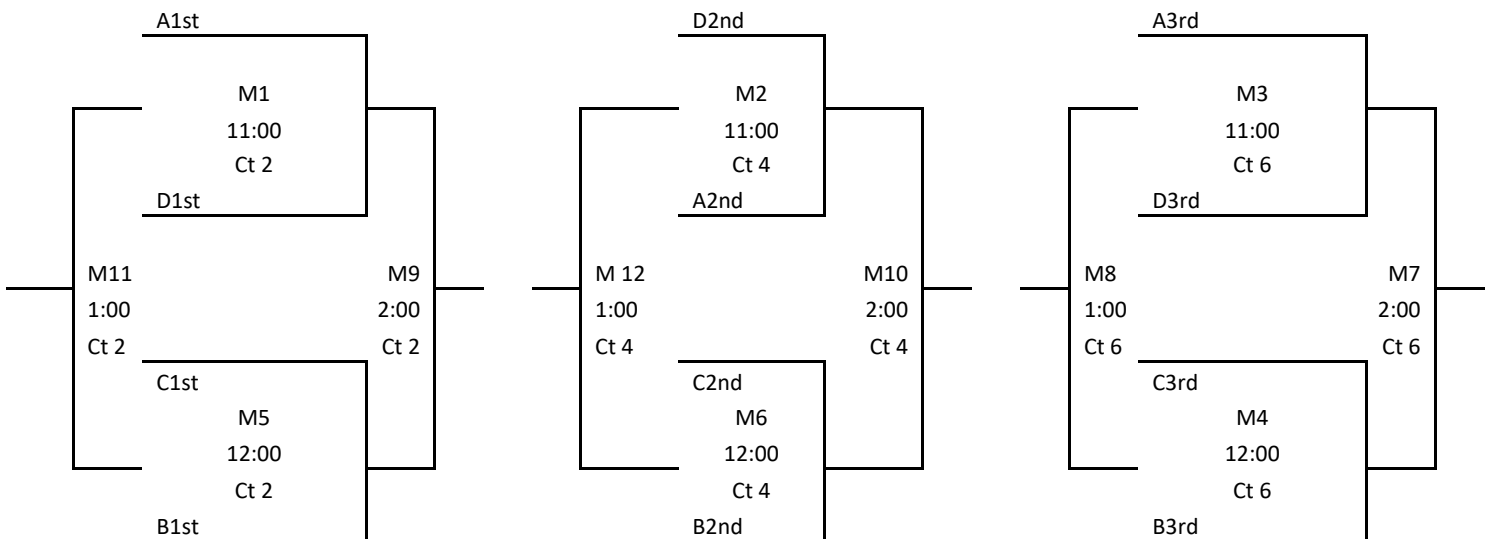 A1st D2nd A3rd
M1 M2 M3
11:00 11:00 11:00
Ct 2 Ct 4 Ct 6
D1st A2nd D3rd
M11 M9 M 12 M10 M8 M7
1:00 2:00 1:00 2:00 1:00 2:00
Ct 2 Ct 2 Ct 4 Ct 4 Ct 6 Ct 6
C1st C2nd C3rd
M5 M6 M4
12:00 12:00 12:00
Ct 2 Ct 4 Ct 6
B1st B2nd B3rd